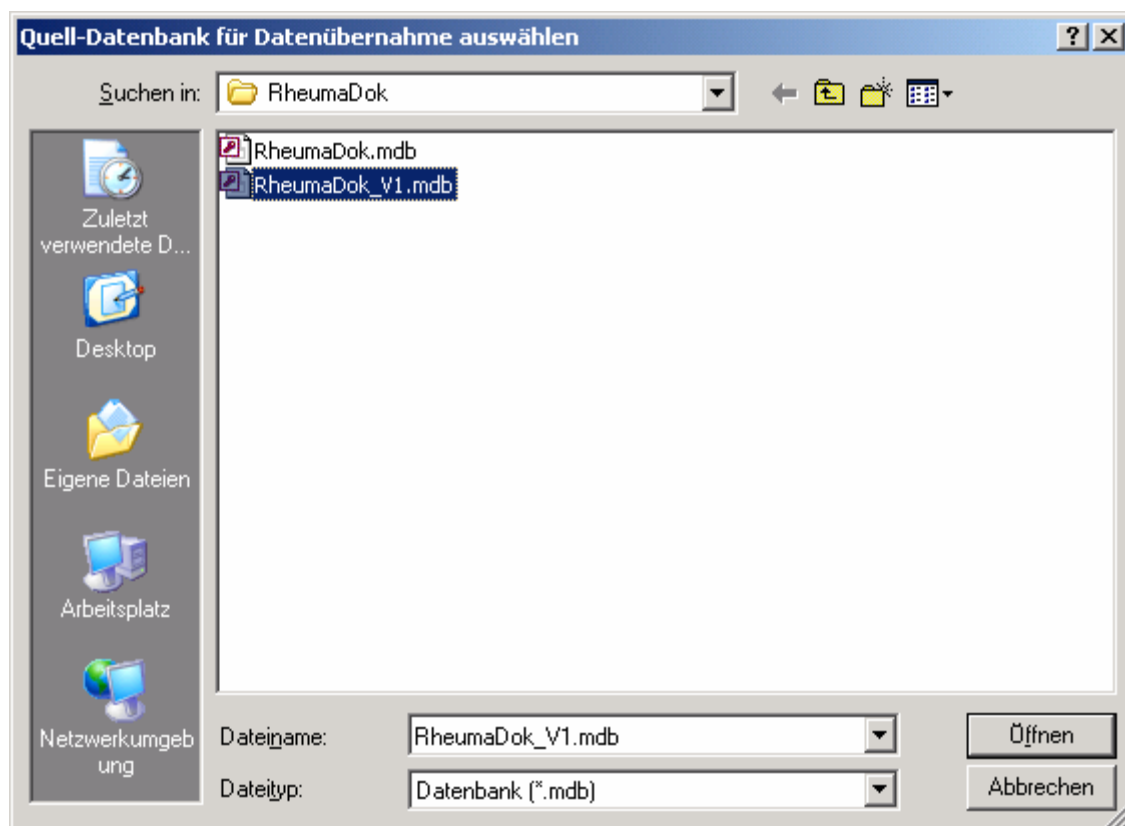 Quell-Datenbank für Datenübernahme auswählen
Suchen in:
RheumaDok
RheumaDok.mdb
RheumaDok_V1.mdb
Zuletzt
verwendete D...
Desktop
Eigene Dateien
Arbeitsplatz
Netzwerkumgeb
ung
Dateiname:
RheumaDok_V1.mdb
Öffnen
Dateityp:
Datenbank (*.mdb)
Abbrechen